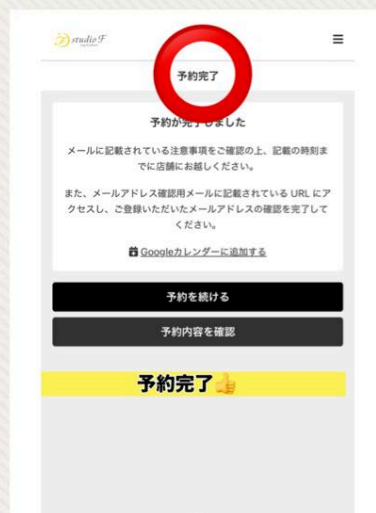 studio F
予約完了
予約が完了しました
メールに記載されている注意事項をご確認の上、記載の時刻ま
でに店舗にお越しください。
また、メールアドレス確認用メールに記載されている URL にア
クセスし、ご登録いただいたメールアドレスの確認を完了して
ください。
Googleカレンダーに追加する
予約を続ける
予約内容を確認
予約完了👍